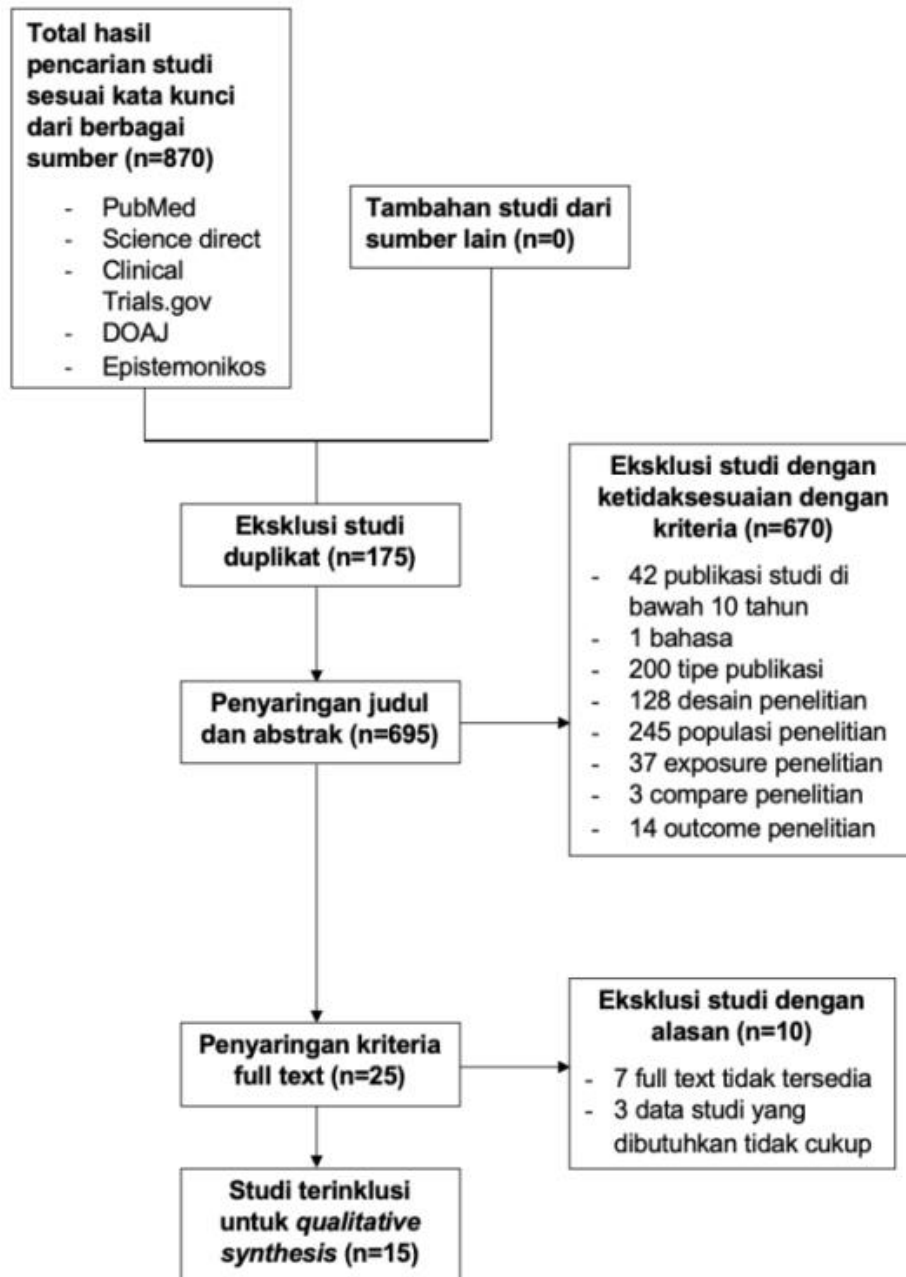 Total hasil
pencarian studi
sesuai kata kunci
dari berbagai
sumber (n=870)
- PubMed
- Science direct
- Clinical
Trials.gov
- DOAJ
- Epistemonikos
Tambahan studi dari
sumber lain (n=0)
Eksklusi studi
duplikat (n=175)
Penyaringan judul
dan abstrak (n=695)
Eksklusi studi dengan
ketidaksesuaian dengan
kriteria (n=670)
- 42 publikasi studi di
bawah 10 tahun
- 1 bahasa
- 200 tipe publikasi
- 128 desain penelitian
- 245 populasi penelitian
- 37 exposure penelitian
- 3 compare penelitian
- 14 outcome penelitian
Penyaringan kriteria
full text (n=25)
Eksklusi studi dengan
alasan (n=10)
- 7 full text tidak tersedia
- 3 data studi yang
dibutuhkan tidak cukup
Studi terinklusi
untuk qualitative
synthesis (n=15)